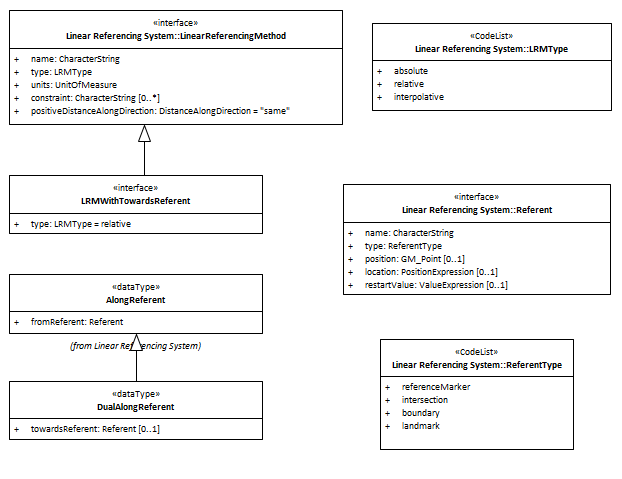 «interface»
Linear Referencing System::LinearReferencingMethod
+ name: CharacterString
+ type: LRMType
+ units: UnitOfMeasure
+ constraint: CharacterString [0..*]
+ positiveDistanceAlongDirection: DistanceAlongDirection = "same"
«CodeList»
Linear Referencing System::LRMType
+ absolute
+ relative
+ interpolative
«interface»
LRMWithTowardsReferent
+ type: LRMType = relative
«interface»
Linear Referencing System::Referent
+ name: CharacterString
+ type: ReferentType
+ position: GM_Point [0..1]
+ location: PositionExpression [0..1]
+ restartValue: ValueExpression [0..1]
«dataType»
AlongReferent
+ fromReferent: Referent
(from Linear Referencing System)
«dataType»
DualAlongReferent
+ towardsReferent: Referent [0..1]
«CodeList»
Linear Referencing System::ReferentType
+ referenceMarker
+ intersection
+ boundary
+ landmark